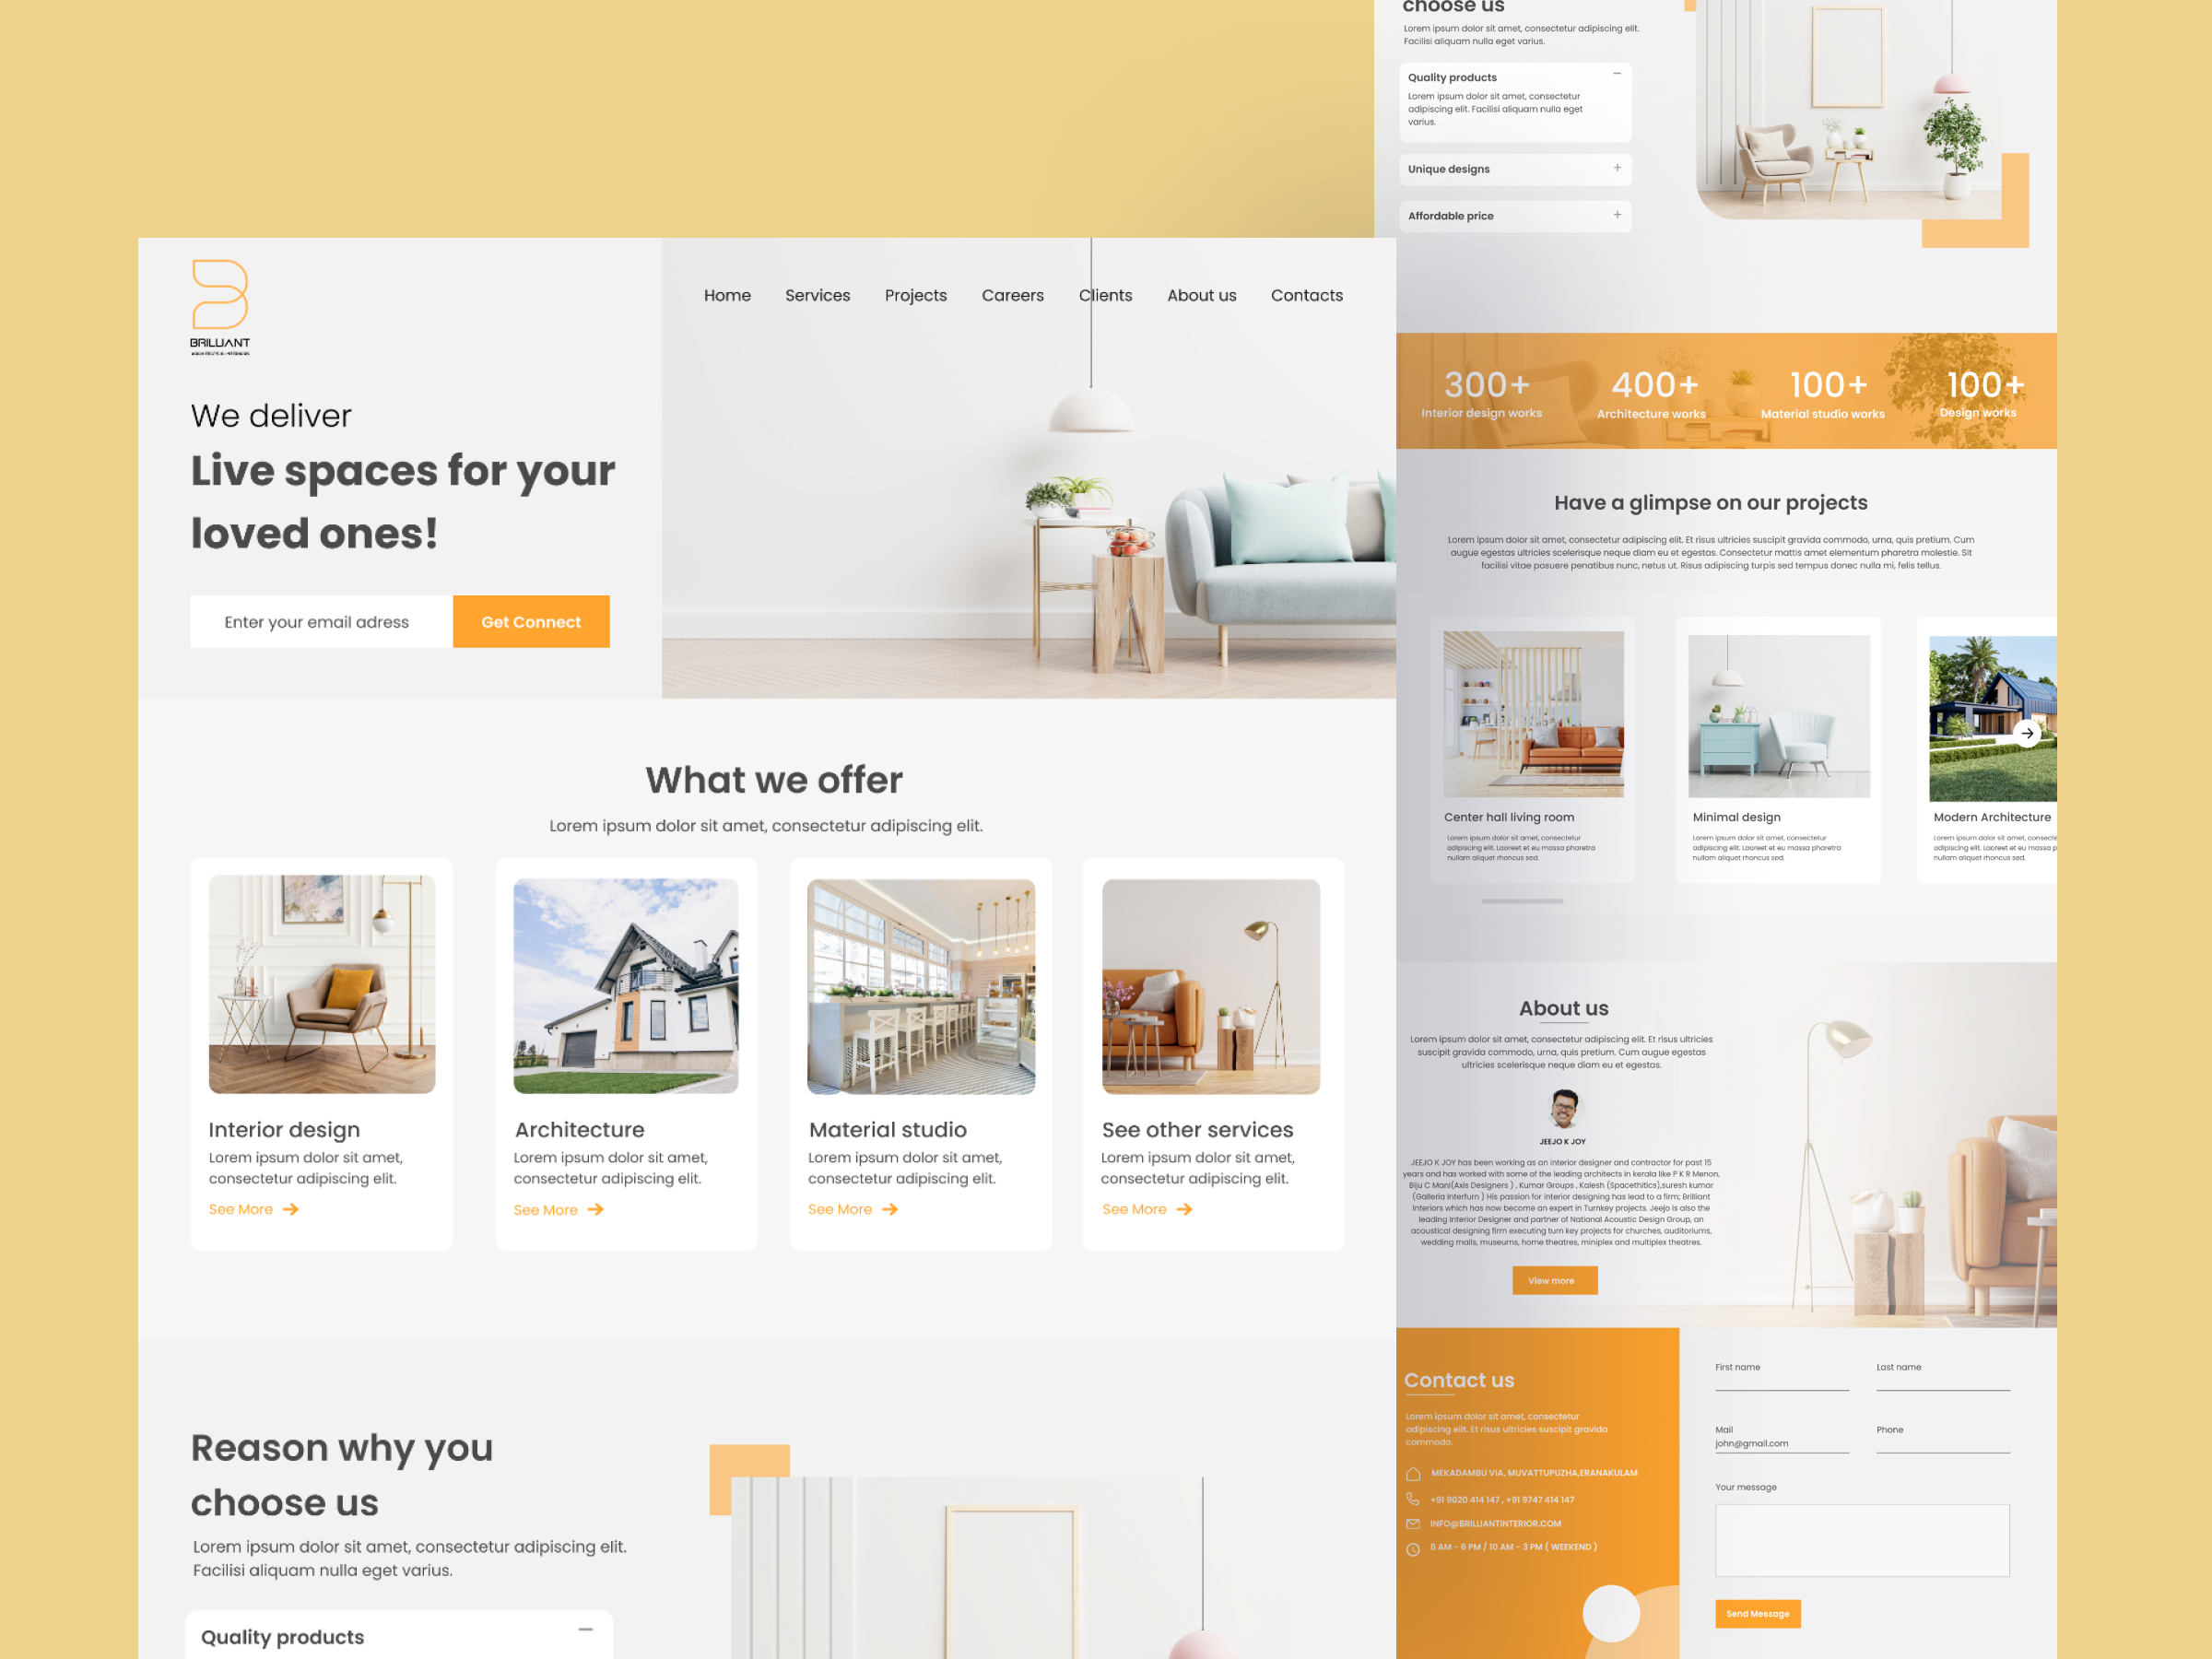 BRILLIANT
ARCHITECTS & INTERIORS
Home Services Projects Careers Clients About us Contacts
We deliver
Live spaces for your
loved ones!
Enter your email adress
Get Connect
What we offer
Lorem ipsum dolor sit amet, consectetur adipiscing elit.
Interior design
Lorem ipsum dolor sit amet,
consectetur adipiscing elit.
See More
Architecture
Lorem ipsum dolor sit amet,
consectetur adipiscing elit.
See More
Material studio
Lorem ipsum dolor sit amet,
consectetur adipiscing elit.
See More
See other services
Lorem ipsum dolor sit amet,
consectetur adipiscing elit.
See More
Reason why you
choose us
Lorem ipsum dolor sit amet, consectetur adipiscing elit.
Facilisi aliquam nulla eget varius.
Quality products
choose us
Lorem ipsum dolor sit amet, consectetur adipiscing elit.
Facilisi aliquam nulla eget varius.
Quality products
Lorem ipsum dolor sit amet, consectetur
adipiscing elit. Facilisi aliquam nulla eget
varius.
Unique designs
Affordable price
300+
Interior design works
400+
Architecture works
100+
Material studio works
100+
Design works
Have a glimpse on our projects
Lorem ipsum dolor sit amet, consectetur adipiscing elit. Et risus ultricies suscipit gravida commodo, urna, quis pretium. Cum
augue egestas ultricies scelerisque neque diam eu et egestas. Consectetur mattis amet elementum pharetra molestie. Sit
facilisi vitae posuere penatibus nunc, netus ut. Risus adipiscing turpis sed tempus donec nulla mi, felis tellus.
Center hall living room
Lorem ipsum dolor sit amet, consectetur
adipiscing elit. Laoreet et eu massa pharetra
nullam aliquet rhoncus sed.
Minimal design
Lorem ipsum dolor sit amet, consectetur
adipiscing elit. Laoreet et eu massa pharetra
nullam aliquet rhoncus sed.
Modern Architecture
Lorem ipsum dolor sit amet, consecte
adipiscing elit. Laoreet et eu massa p
nullam aliquet rhoncus sed.
About us
Lorem ipsum dolor sit amet, consectetur adipiscing elit. Et risus ultricies
suscipit gravida commodo, urna, quis pretium. Cum augue egestas
ultricies scelerisque neque diam eu et egestas.
JEEJO K JOY
JEEJO K JOY has been working as an interior designer and contractor for past 15
years and has worked with some of the leading architects in kerala like P K R Menon,
Biju C Mani(Axis Designers ) , Kumar Groups , Kalesh (Spacethitics),suresh kumar
(Galleria Interfurn ) His passion for interior designing has lead to a firm; Brilliant
Interiors which has now become an expert in Turnkey projects. Jeejo is also the
leading Interior Designer and partner of National Acoustic Design Group, an
acoustical designing firm executing turn key projects for churches, auditoriums,
wedding malls, museums, home theatres, miniplex and multiplex theatres.
View more
Contact us
Lorem ipsum dolor sit amet, consectetur
adipiscing elit. Et risus ultricies suscipit gravida
commodo.
MEKADAMBU VIA, MUVATTUPUZHA,ERANAKULAM
+91 9020 414 147 , +91 9747 414 147
INFO@BRILLIANTINTERIOR.COM
8 AM - 6 PM / 10 AM - 3 PM ( WEEKEND )
First name
Last name
Mail
john@gmail.com
Phone
Your message
Send Message